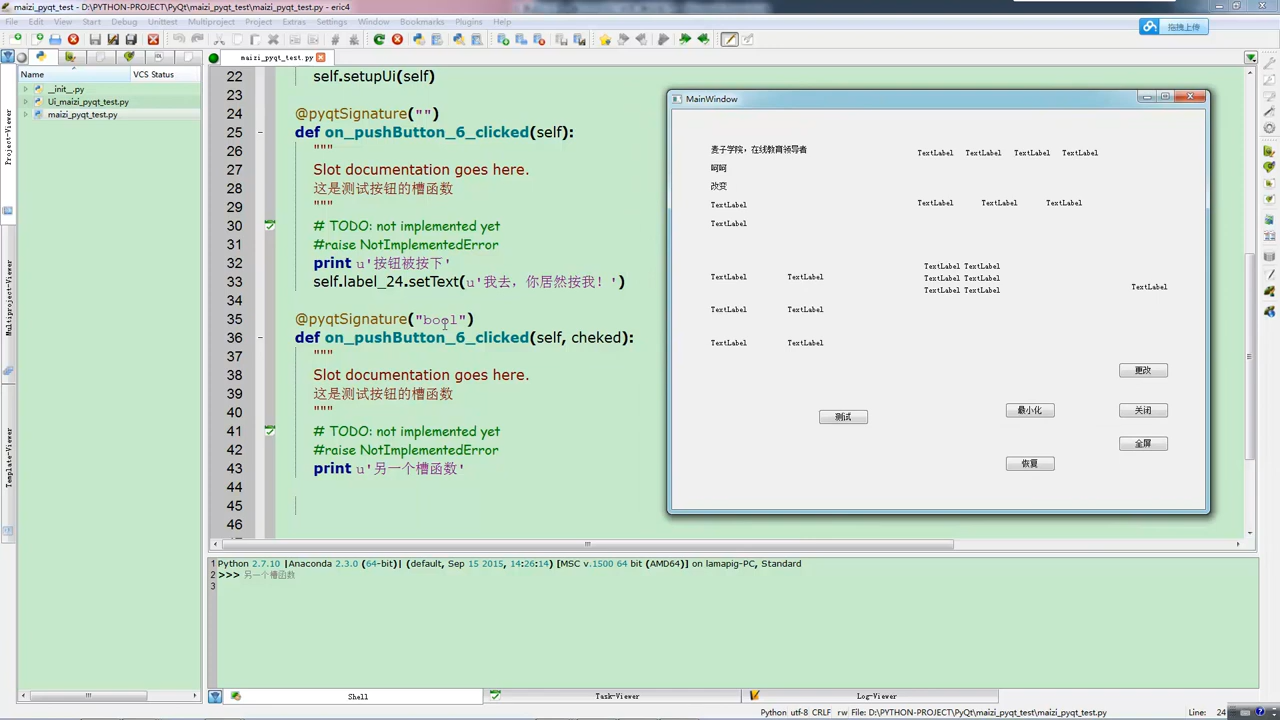 maizi_pyqt_test - D:\PYTHON-PROJECT\PyQt\maizi_pyqt_test\maizi_pyqt_test.py - eric4
File Edit View Start Debug Unittest Multiproject Project Extras Settings Window Bookmarks Plugins Help
拖拽上传
maizi_pyqt_test.py
Name VCS Status
__init__.py
Ui_maizi_pyqt_test.py
maizi_pyqt_test.py
Project-Viewer
Multiproject-Viewer
Template-Viewer
22 self.setupUi(self)
23
24 @pyqtSignature("")
25 def on_pushButton_6_clicked(self):
26 """
27 Slot documentation goes here.
28 这是测试按钮的槽函数
29 """
30 # TODO: not implemented yet
31 #raise NotImplementedError
32 print u'按钮被按下'
33 self.label_24.setText(u'我去，你居然按我！')
34
35 @pyqtSignature("bool")
36 def on_pushButton_6_clicked(self, cheked):
37 """
38 Slot documentation goes here.
39 这是测试按钮的槽函数
40 """
41 # TODO: not implemented yet
42 #raise NotImplementedError
43 print u'另一个槽函数'
44
45
46
MainWindow
麦子学院，在线教育领导者
呵呵
改变
TextLabel
TextLabel
TextLabel TextLabel TextLabel TextLabel
TextLabel TextLabel TextLabel
TextLabel TextLabel
TextLabel TextLabel
TextLabel TextLabel
TextLabel TextLabel
TextLabel TextLabel
TextLabel TextLabel
TextLabel
更改
测试
最小化
关闭
全屏
恢复
1 Python 2.7.10 |Anaconda 2.3.0 (64-bit)| (default, Sep 15 2015, 14:26:14) [MSC v.1500 64 bit (AMD64)] on lamapig-PC, Standard
2 >>> 另一个槽函数
3
Shell Task-Viewer Log-Viewer
Python utf-8 CRLF rw File: D:\PYTHON-PROJECT\PyQt\maizi_pyqt_test\maizi_pyqt_test.py Line: 24